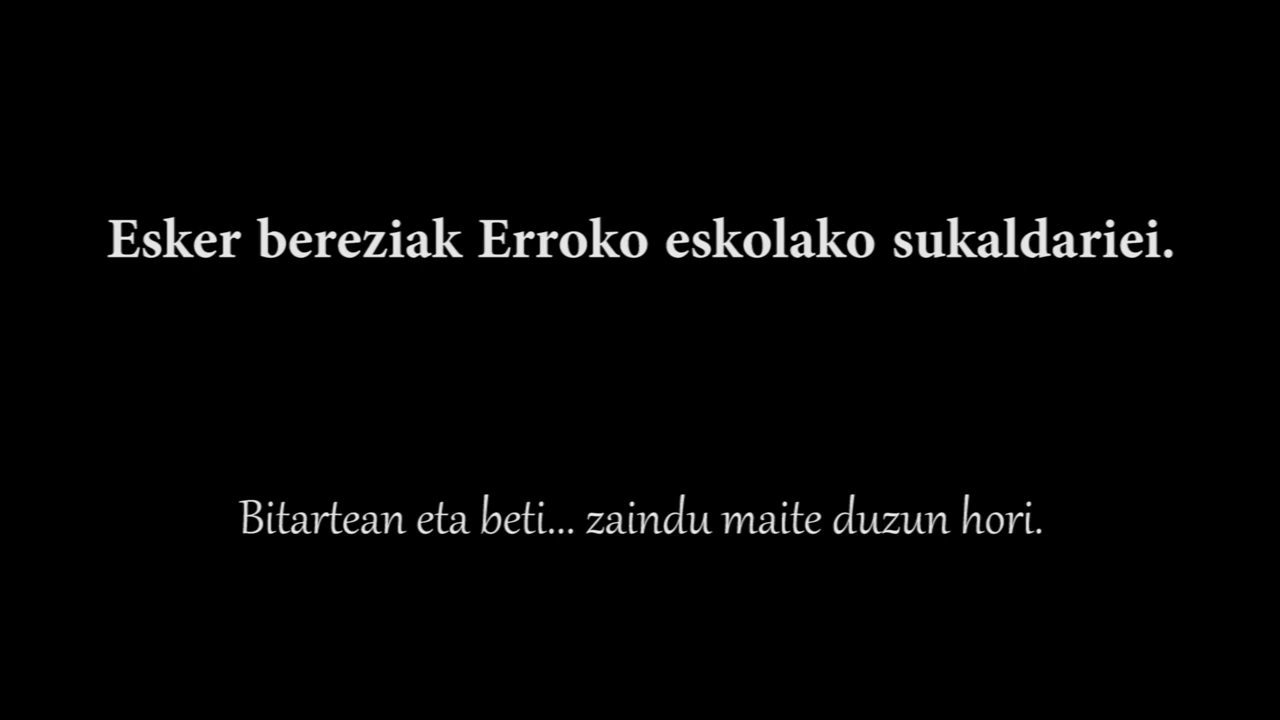 Esker bereziak Erroko eskolako sukaldariei.
Bitartean eta beti... zaindu maite duzun hori.